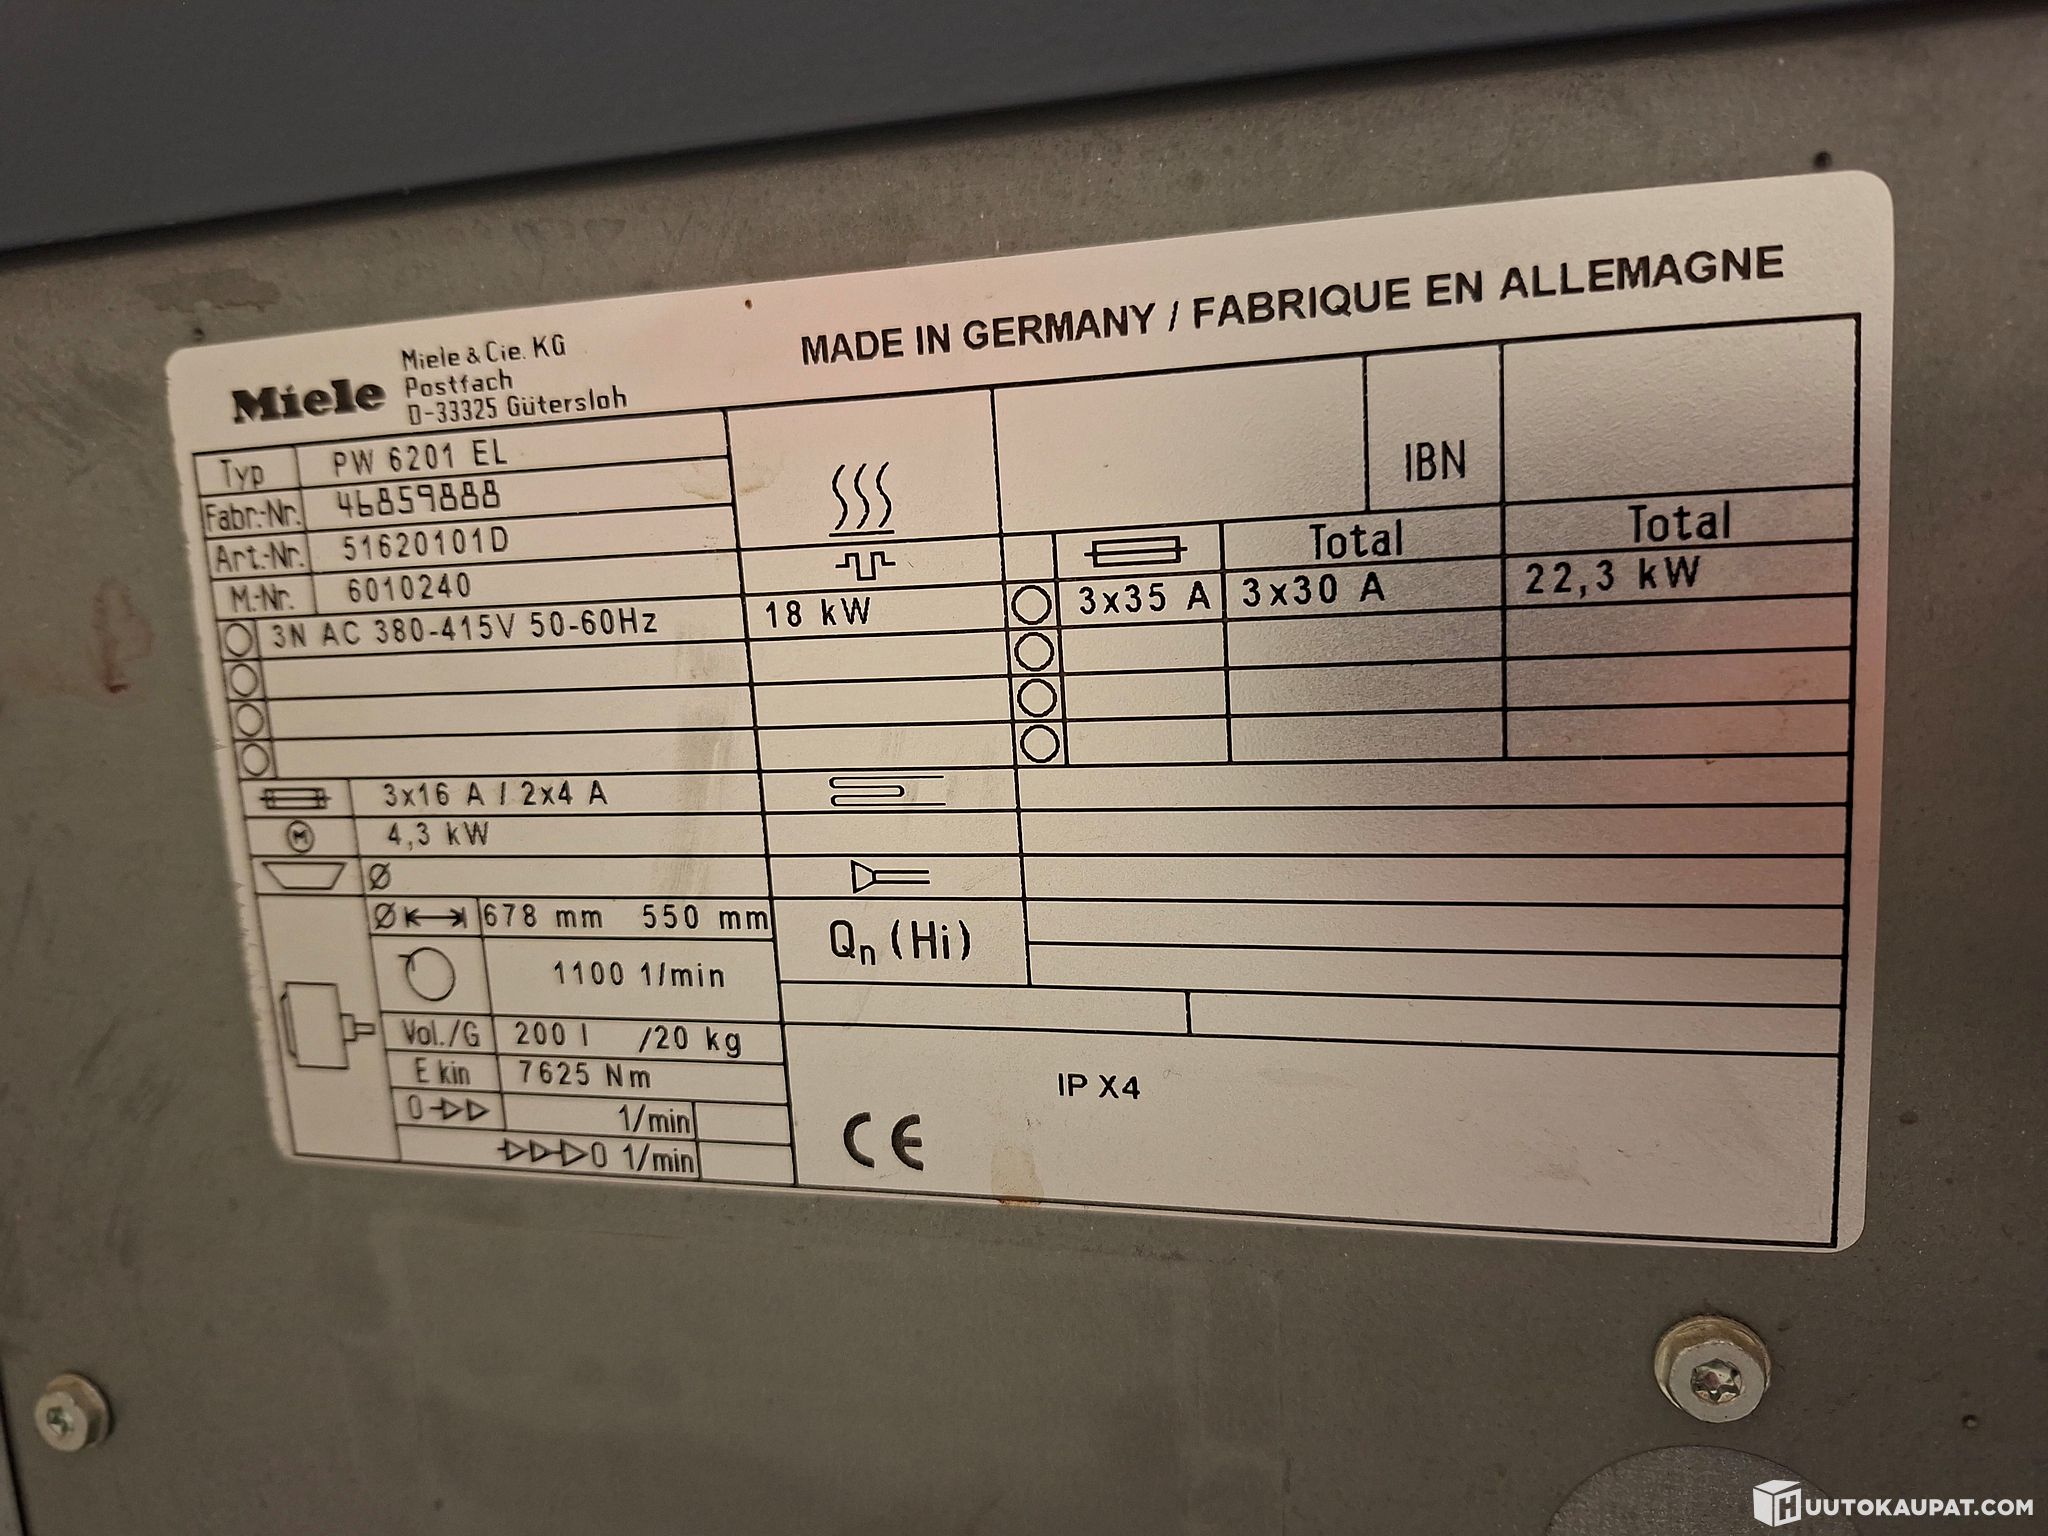 Miele
Miele & Cie. KG
Postfach
D-33325 Gütersloh
MADE IN GERMANY / FABRIQUE EN ALLEMAGNE
Typ PW 6201 EL
Fabr.-Nr. 46859888
Art.-Nr. 51620101D
M.-Nr. 6010240
3N AC 380-415V 50-60Hz
18 kW
IBN
Total
Total
3x35 A 3x30 A 22,3 kW
3x16 A / 2x4 A
M 4,3 kW
Ø
Ø 678 mm 550 mm
1100 1/min
Vol./G 200 l /20 kg
E kin 7625 Nm
0 1/min
0 1/min
Qn (Hi)
IP X4
CE
HUUTOKAUPAT.COM